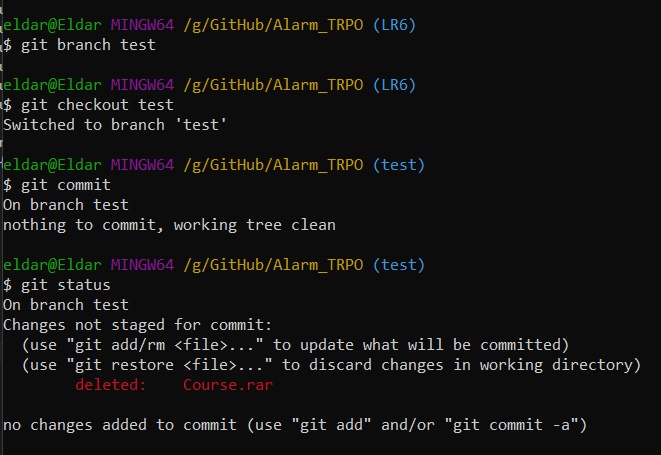 eldar@Eldar MINGW64 /g/GitHub/Alarm_TRPO (LR6)
$ git branch test
eldar@Eldar MINGW64 /g/GitHub/Alarm_TRPO (LR6)
$ git checkout test
Switched to branch 'test'
eldar@Eldar MINGW64 /g/GitHub/Alarm_TRPO (test)
$ git commit
On branch test
nothing to commit, working tree clean
eldar@Eldar MINGW64 /g/GitHub/Alarm_TRPO (test)
$ git status
On branch test
Changes not staged for commit:
  (use "git add/rm <file>..." to update what will be committed)
  (use "git restore <file>..." to discard changes in working directory)
        deleted:    Course.rar
no changes added to commit (use "git add" and/or "git commit -a")